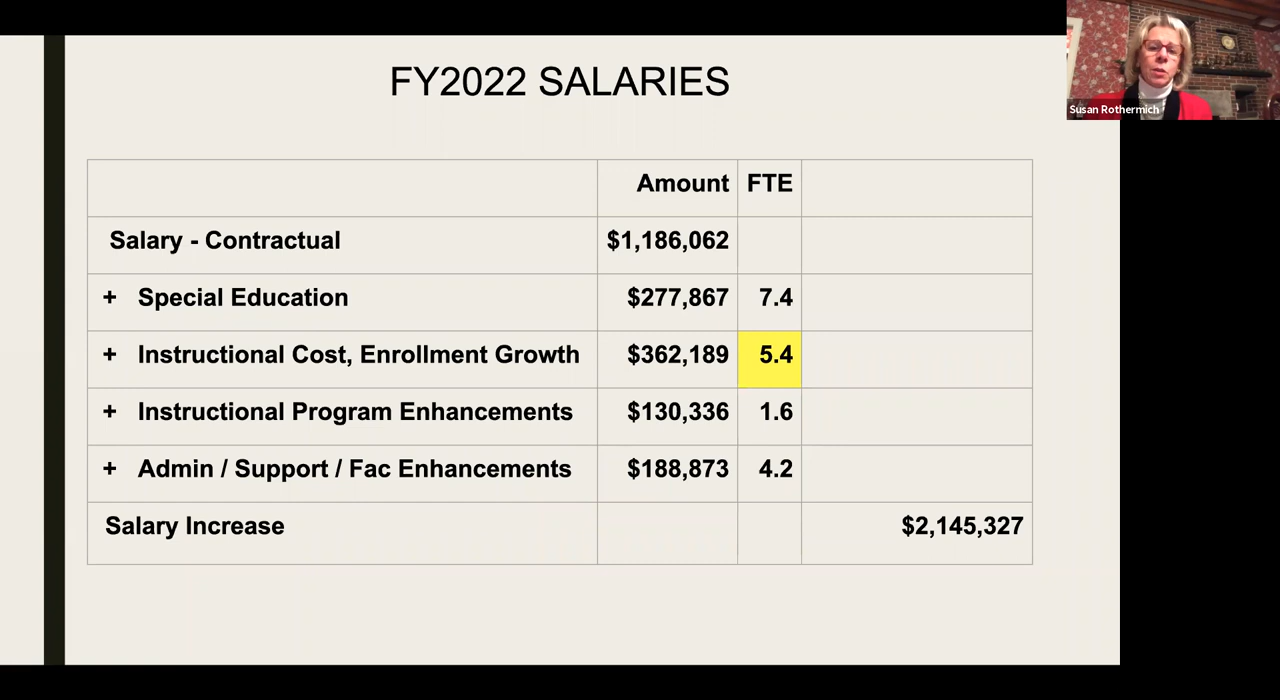 FY2022 SALARIES
Susan Rothermich
Amount FTE
Salary - Contractual $1,186,062
+ Special Education $277,867 7.4
+ Instructional Cost, Enrollment Growth $362,189 5.4
+ Instructional Program Enhancements $130,336 1.6
+ Admin / Support / Fac Enhancements $188,873 4.2
Salary Increase $2,145,327